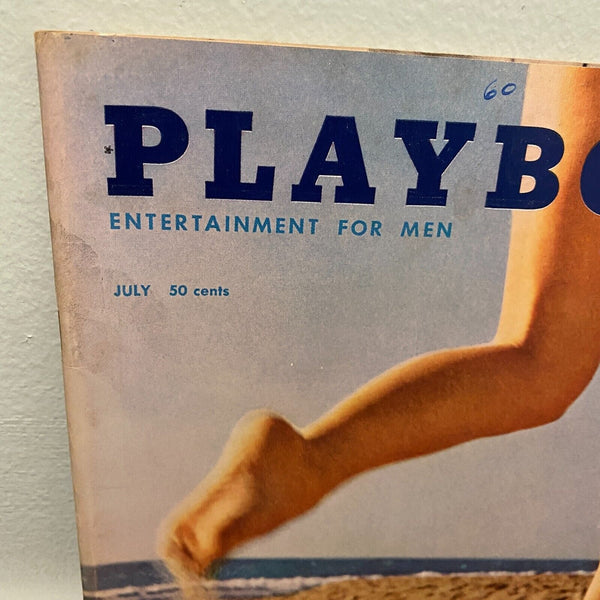 60
PLAYBO
ENTERTAINMENT FOR MEN
JULY 50 cents